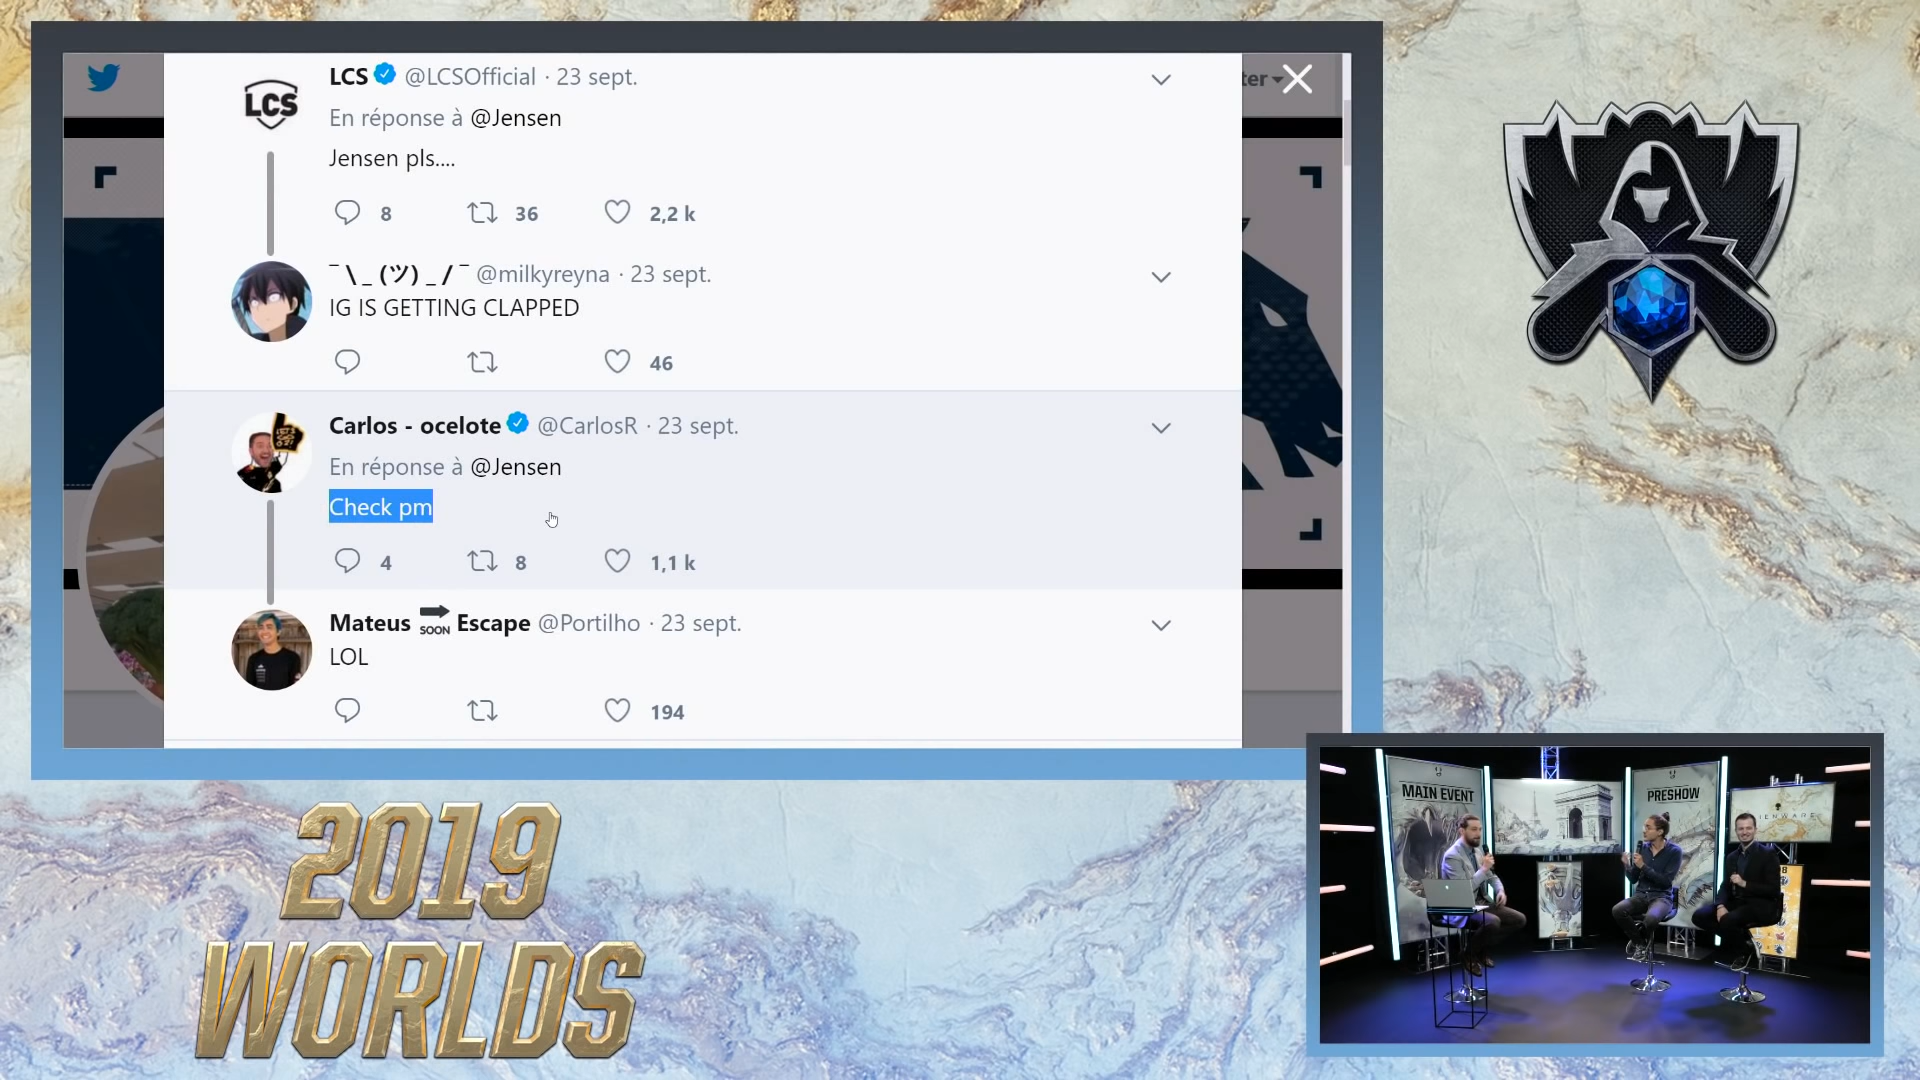 LCS @LCSOfficial · 23 sept.
LCS
En réponse à @Jensen
Jensen pls....
8 36 2,2 k
¯ \ _ (ツ) _ / ¯ @milkyreyna · 23 sept.
IG IS GETTING CLAPPED
46
Carlos - ocelote @CarlosR · 23 sept.
En réponse à @Jensen
Check pm
4 8 1,1 k
Mateus SOON Escape @Portilho · 23 sept.
LOL
194
ter
MAIN EVENT
PRESHOW
2019
WORLDS